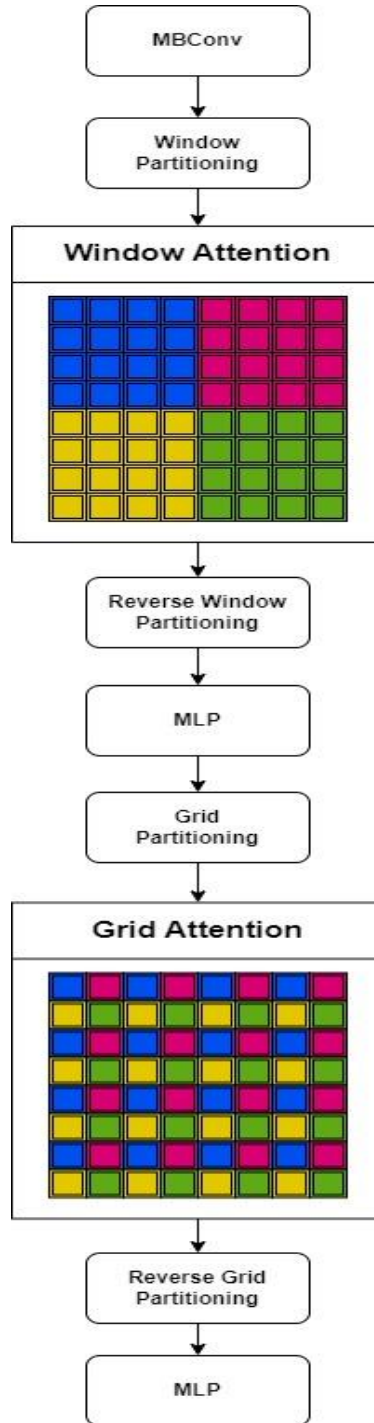 MBConv
Window
Partitioning
Window Attention
Reverse Window
Partitioning
MLP
Grid
Partitioning
Grid Attention
Reverse Grid
Partitioning
MLP